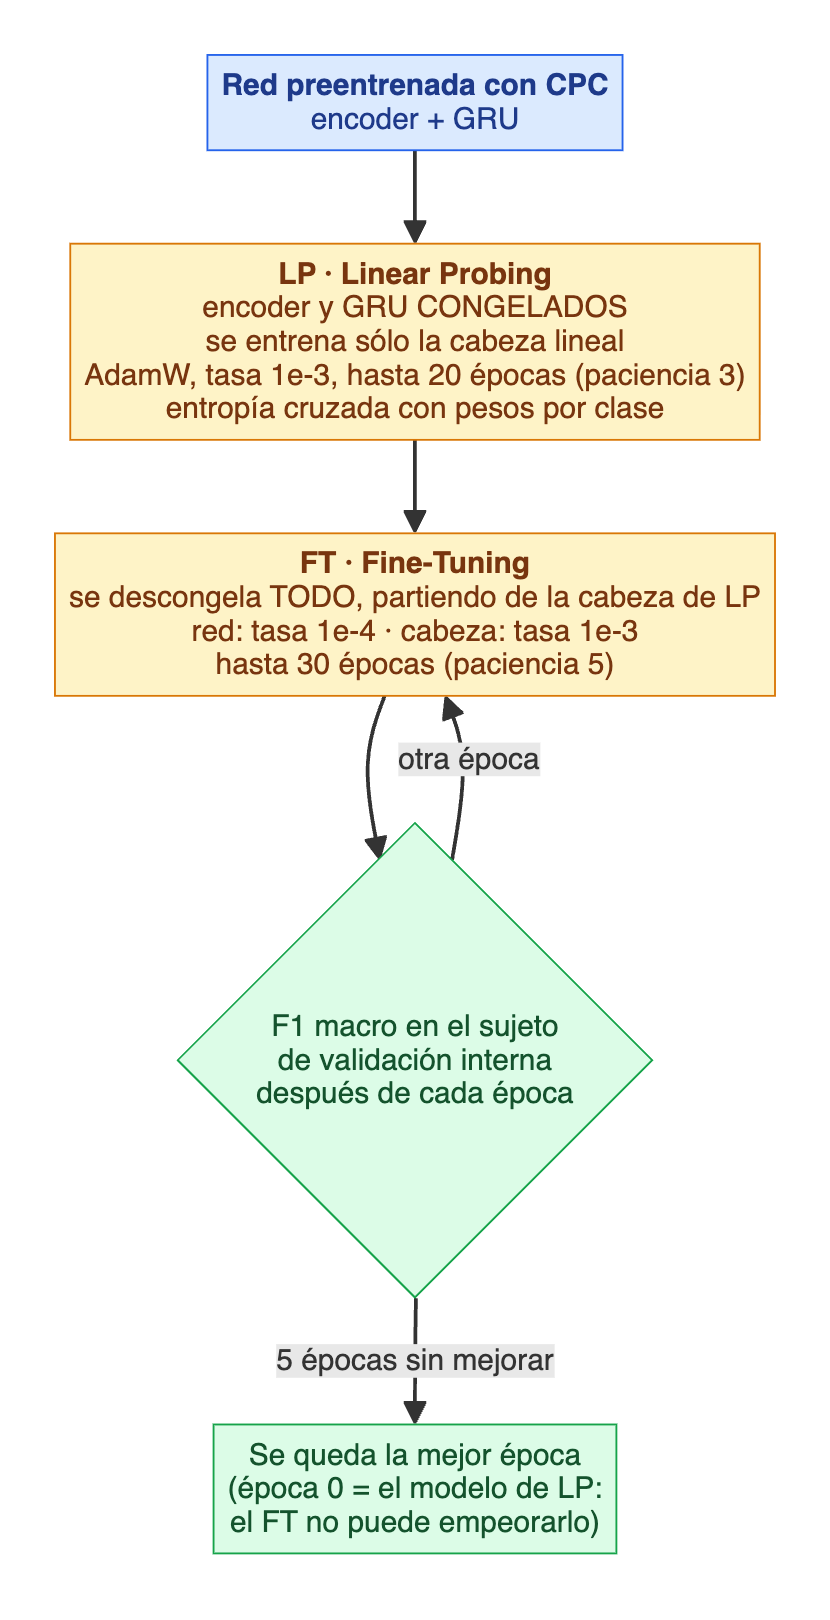 Red preentrenada con CPC
encoder + GRU
LP · Linear Probing
encoder y GRU CONGELADOS
se entrena sólo la cabeza lineal
AdamW, tasa 1e-3, hasta 20 épocas (paciencia 3)
entropía cruzada con pesos por clase
FT · Fine-Tuning
se descongela TODO, partiendo de la cabeza de LP
red: tasa 1e-4 · cabeza: tasa 1e-3
hasta 30 épocas (paciencia 5)
otra época
F1 macro en el sujeto
de validación interna
después de cada época
5 épocas sin mejorar
Se queda la mejor época
(época 0 = el modelo de LP:
el FT no puede empeorarlo)